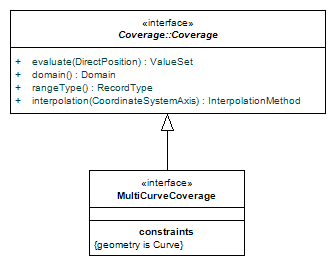 «interface»
Coverage::Coverage
+ evaluate(DirectPosition) : ValueSet
+ domain() : Domain
+ rangeType() : RecordType
+ interpolation(CoordinateSystemAxis) : InterpolationMethod
«interface»
MultiCurveCoverage
constraints
{geometry is Curve}